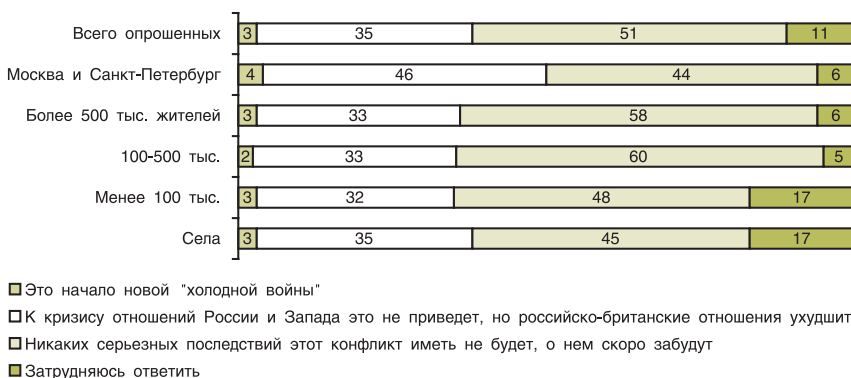 Всего опрошенных 3 35 51 11
Москва и Санкт-Петербург 4 46 44 6
Более 500 тыс. жителей 3 33 58 6
100-500 тыс. 2 33 60 5
Менее 100 тыс. 3 32 48 17
Села 3 35 45 17
Это начало новой "холодной войны"
К кризису отношений России и Запада это не приведет, но российско-британские отношения ухудшит
Никаких серьезных последствий этот конфликт иметь не будет, о нем скоро забудут
Затрудняюсь ответить